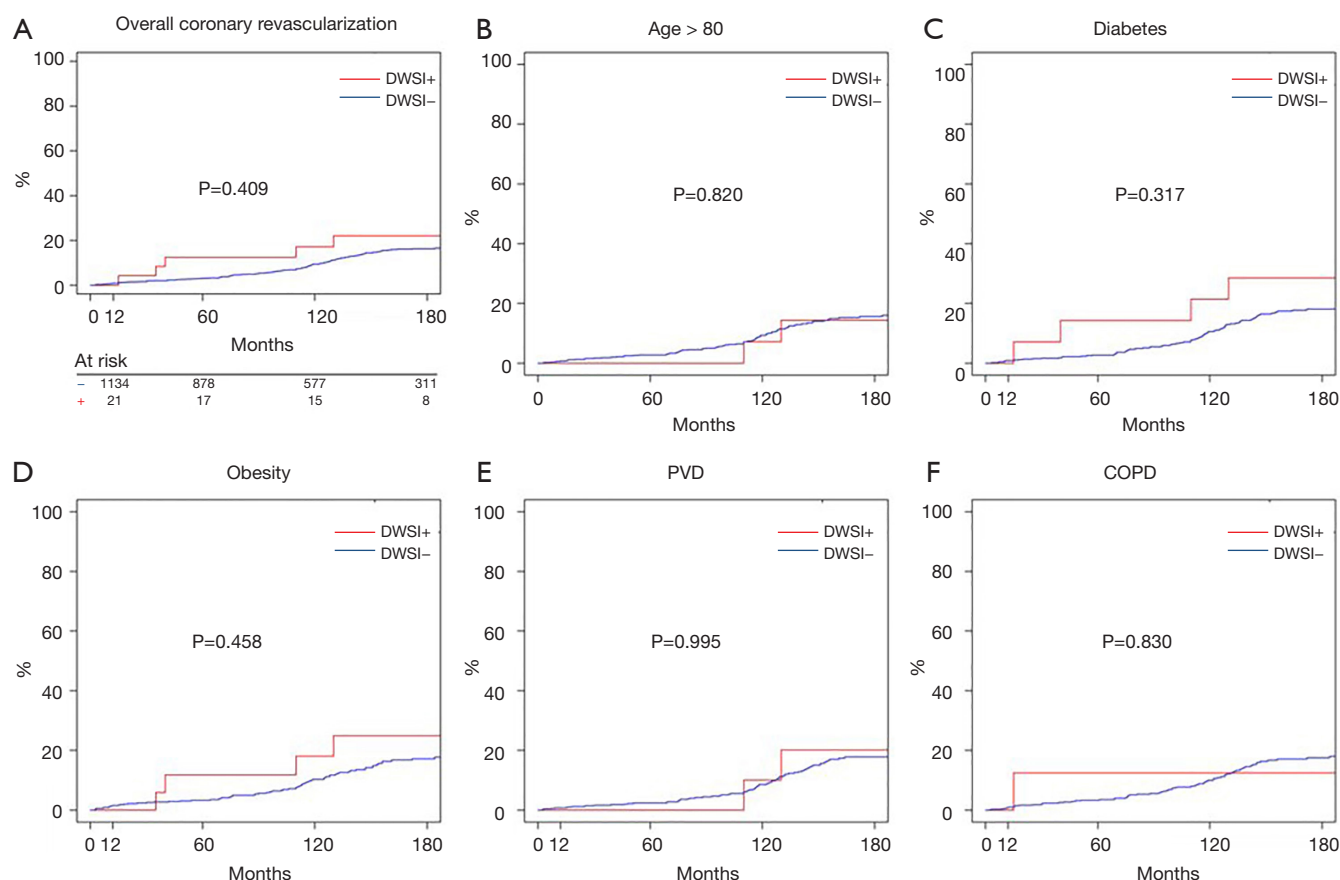 A Overall coronary revascularization
100
80
60
40
20
0
%
DWSI+
DWSI–
P=0.409
0 12 60 120 180
Months
At risk
– 1134 878 577 311
+ 21 17 15 8
B Age > 80
100
80
60
40
20
0
%
DWSI+
DWSI–
P=0.820
0 60 120 180
Months
C Diabetes
100
80
60
40
20
0
%
DWSI+
DWSI–
P=0.317
0 12 60 120 180
Months
D Obesity
100
80
60
40
20
0
%
DWSI+
DWSI–
P=0.458
0 12 60 120 180
Months
E PVD
100
80
60
40
20
0
%
DWSI+
DWSI–
P=0.995
0 12 60 120 180
Months
F COPD
100
80
60
40
20
0
%
DWSI+
DWSI–
P=0.830
0 12 60 120 180
Months